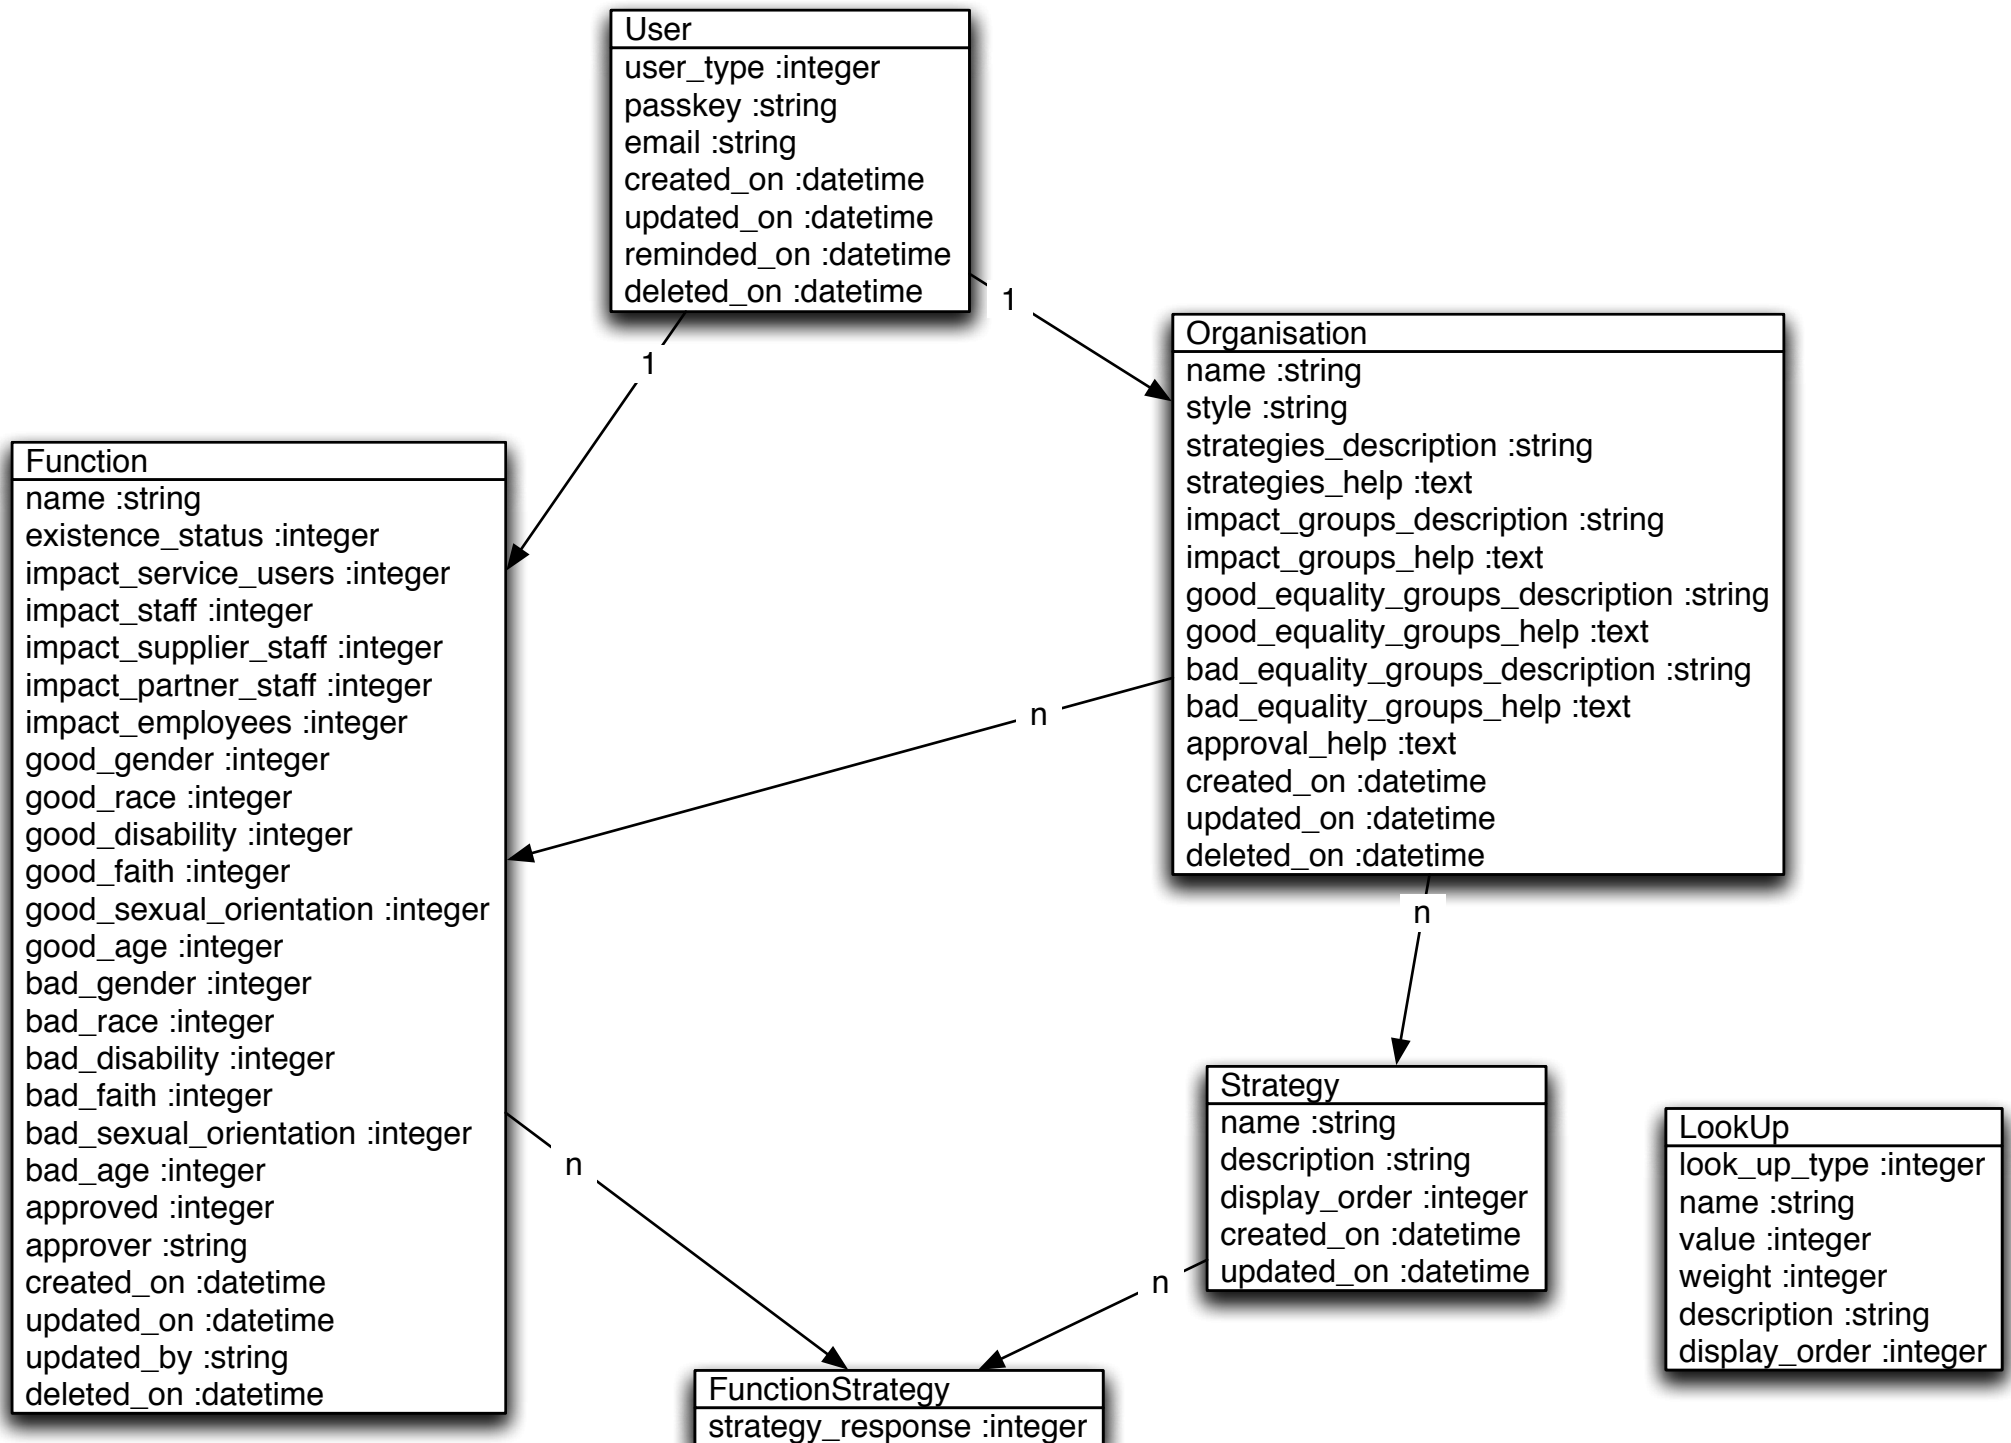 User
user_type :integer
passkey :string
email :string
created_on :datetime
updated_on :datetime
reminded_on :datetime
deleted_on :datetime
1
1
Organisation
name :string
style :string
strategies_description :string
strategies_help :text
impact_groups_description :string
impact_groups_help :text
good_equality_groups_description :string
good_equality_groups_help :text
bad_equality_groups_description :string
bad_equality_groups_help :text
approval_help :text
created_on :datetime
updated_on :datetime
deleted_on :datetime
Function
name :string
existence_status :integer
impact_service_users :integer
impact_staff :integer
impact_supplier_staff :integer
impact_partner_staff :integer
impact_employees :integer
good_gender :integer
good_race :integer
good_disability :integer
good_faith :integer
good_sexual_orientation :integer
good_age :integer
bad_gender :integer
bad_race :integer
bad_disability :integer
bad_faith :integer
bad_sexual_orientation :integer
bad_age :integer
approved :integer
approver :string
created_on :datetime
updated_on :datetime
updated_by :string
deleted_on :datetime
n
n
n
n
Strategy
name :string
description :string
display_order :integer
created_on :datetime
updated_on :datetime
LookUp
look_up_type :integer
name :string
value :integer
weight :integer
description :string
display_order :integer
FunctionStrategy
strategy_response :integer